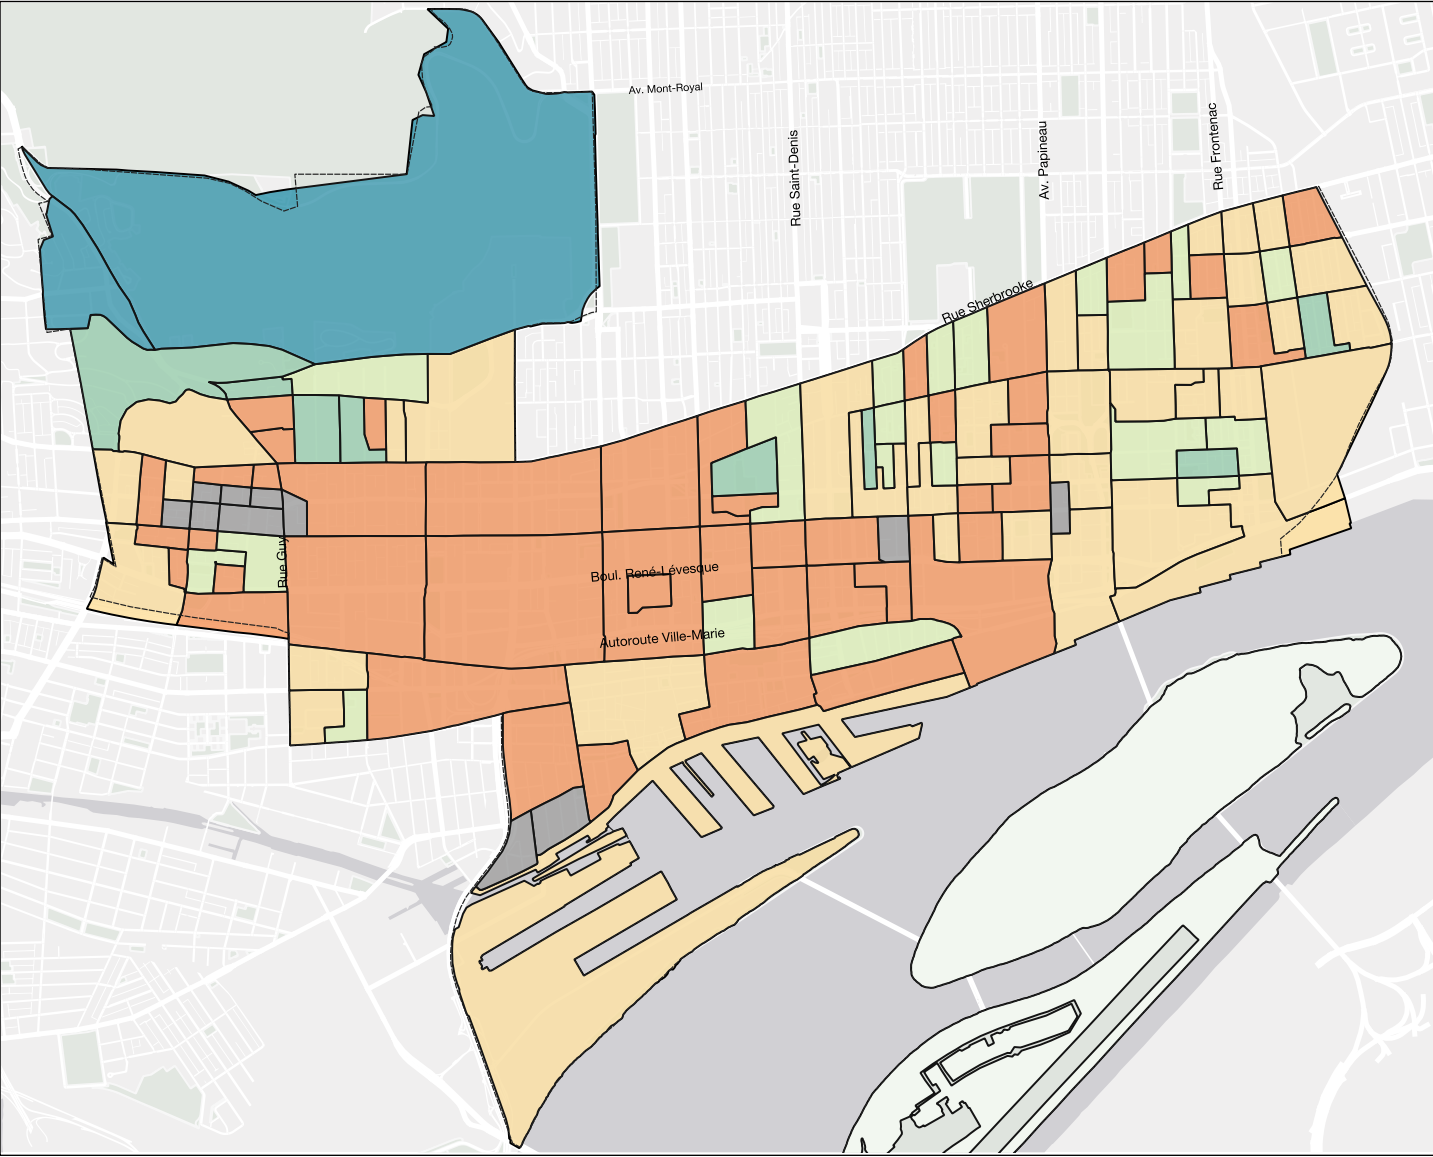 Av. Mont-Royal
Rue Saint-Denis
Av. Papineau
Rue Frontenac
Rue Sherbrooke
Rue Guy
Boul. René-Lévesque
Autoroute Ville-Marie